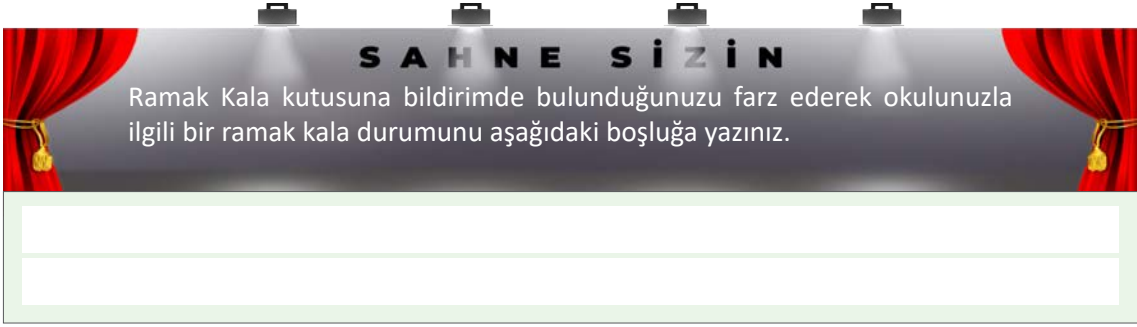 SAHNE SİZİN
Ramak Kala kutusuna bildirimde bulunduğunuzu farz ederek okulunuzla
ilgili bir ramak kala durumunu aşağıdaki boşluğa yazınız.